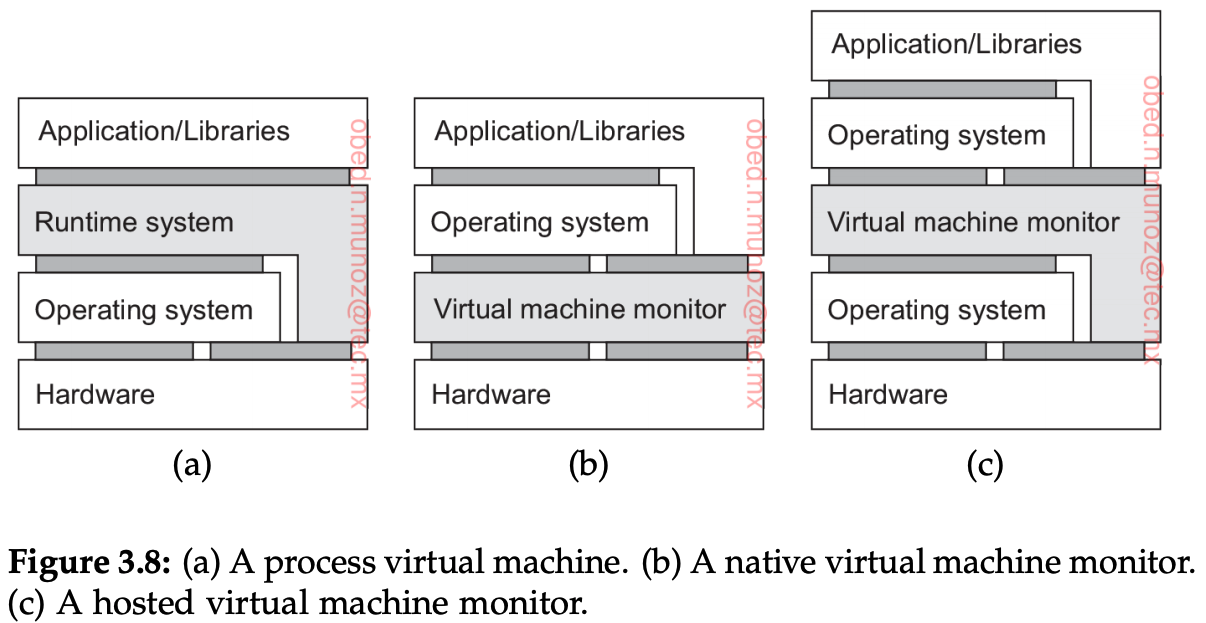 Application/Libraries
Runtime system
Operating system
Hardware
(a)
obed.n.munoz@tec.mx
Application/Libraries
Operating system
Virtual machine monitor
Hardware
(b)
obed.n.munoz@tec.mx
Application/Libraries
Operating system
Virtual machine monitor
Operating system
Hardware
(c)
obed.n.munoz@tec.mx
Figure 3.8: (a) A process virtual machine. (b) A native virtual machine monitor.
(c) A hosted virtual machine monitor.